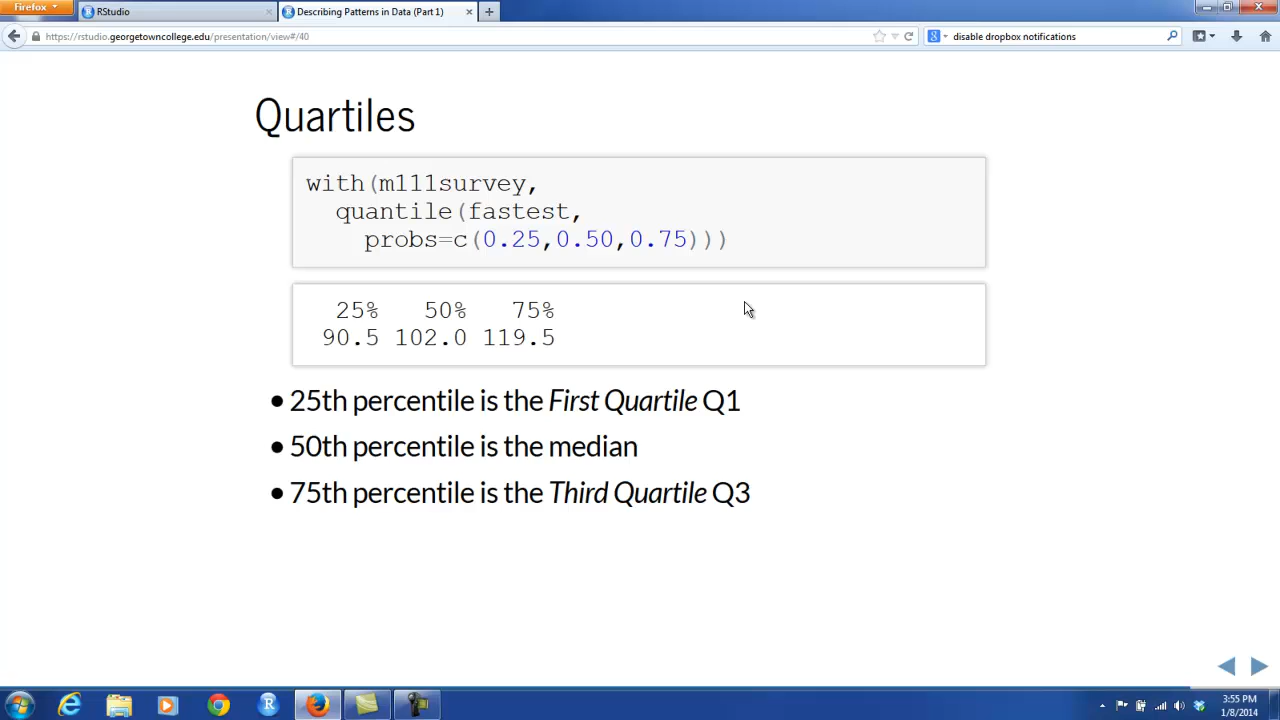 Firefox
RStudio
Describing Patterns in Data (Part 1)
https://rstudio.georgetowncollege.edu/presentation/view#/40
disable dropbox notifications
Quartiles
with(m111survey,
quantile(fastest,
probs=c(0.25,0.50,0.75)))
25% 50% 75%
90.5 102.0 119.5
• 25th percentile is the First Quartile Q1
• 50th percentile is the median
• 75th percentile is the Third Quartile Q3
3:55 PM
1/8/2014